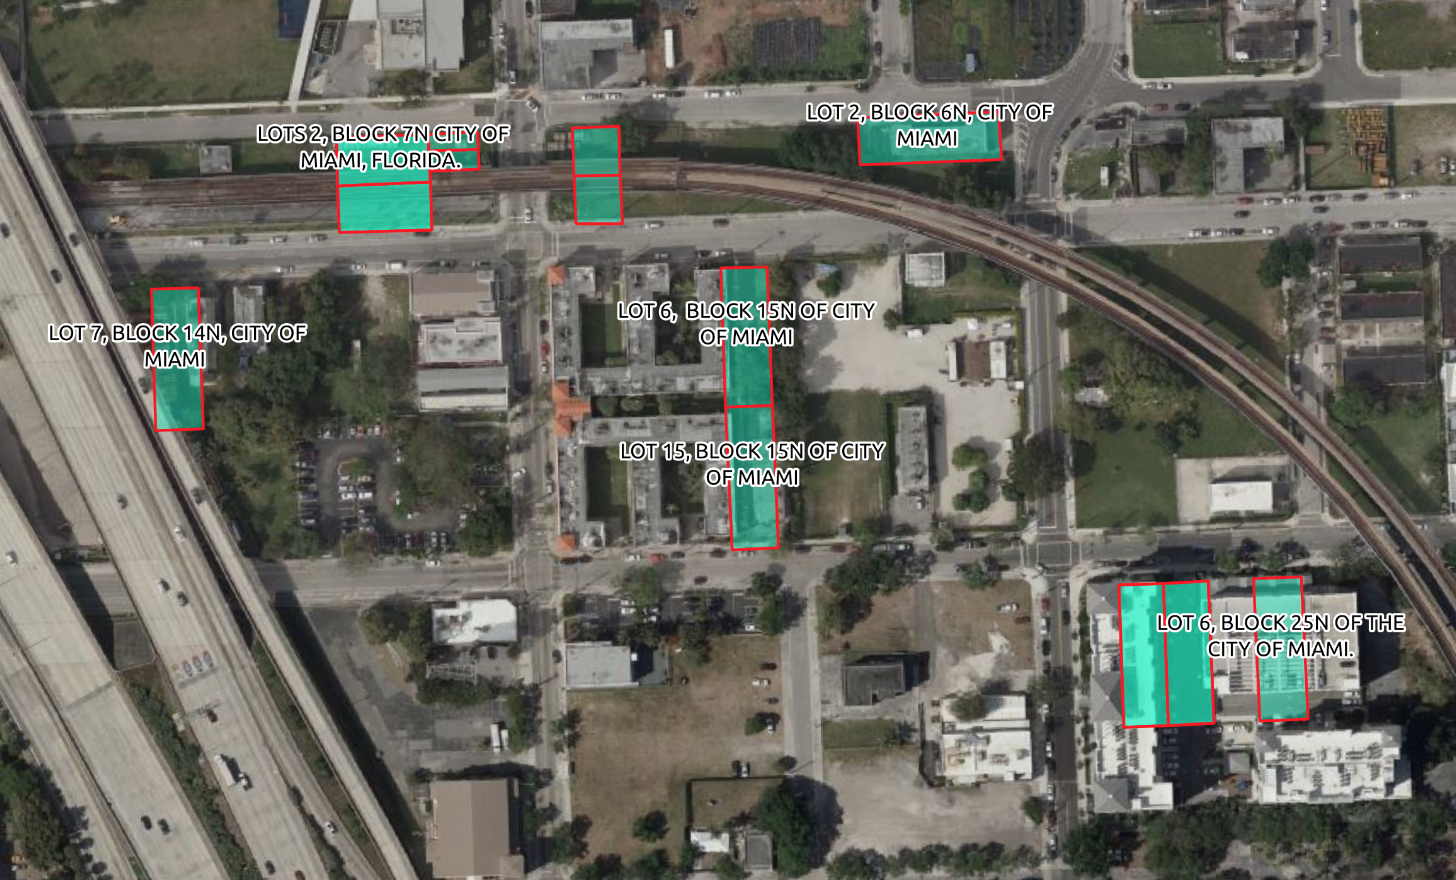 LOT 2, BLOCK 6N, CITY OF
MIAMI
LOTS 2, BLOCK 7N CITY OF
MIAMI, FLORIDA.
LOT 6,  BLOCK 15N OF CITY
OF MIAMI
LOT 7, BLOCK 14N, CITY OF
MIAMI
LOT 15, BLOCK 15N OF CITY
OF MIAMI
LOT 6, BLOCK 25N OF THE
CITY OF MIAMI.